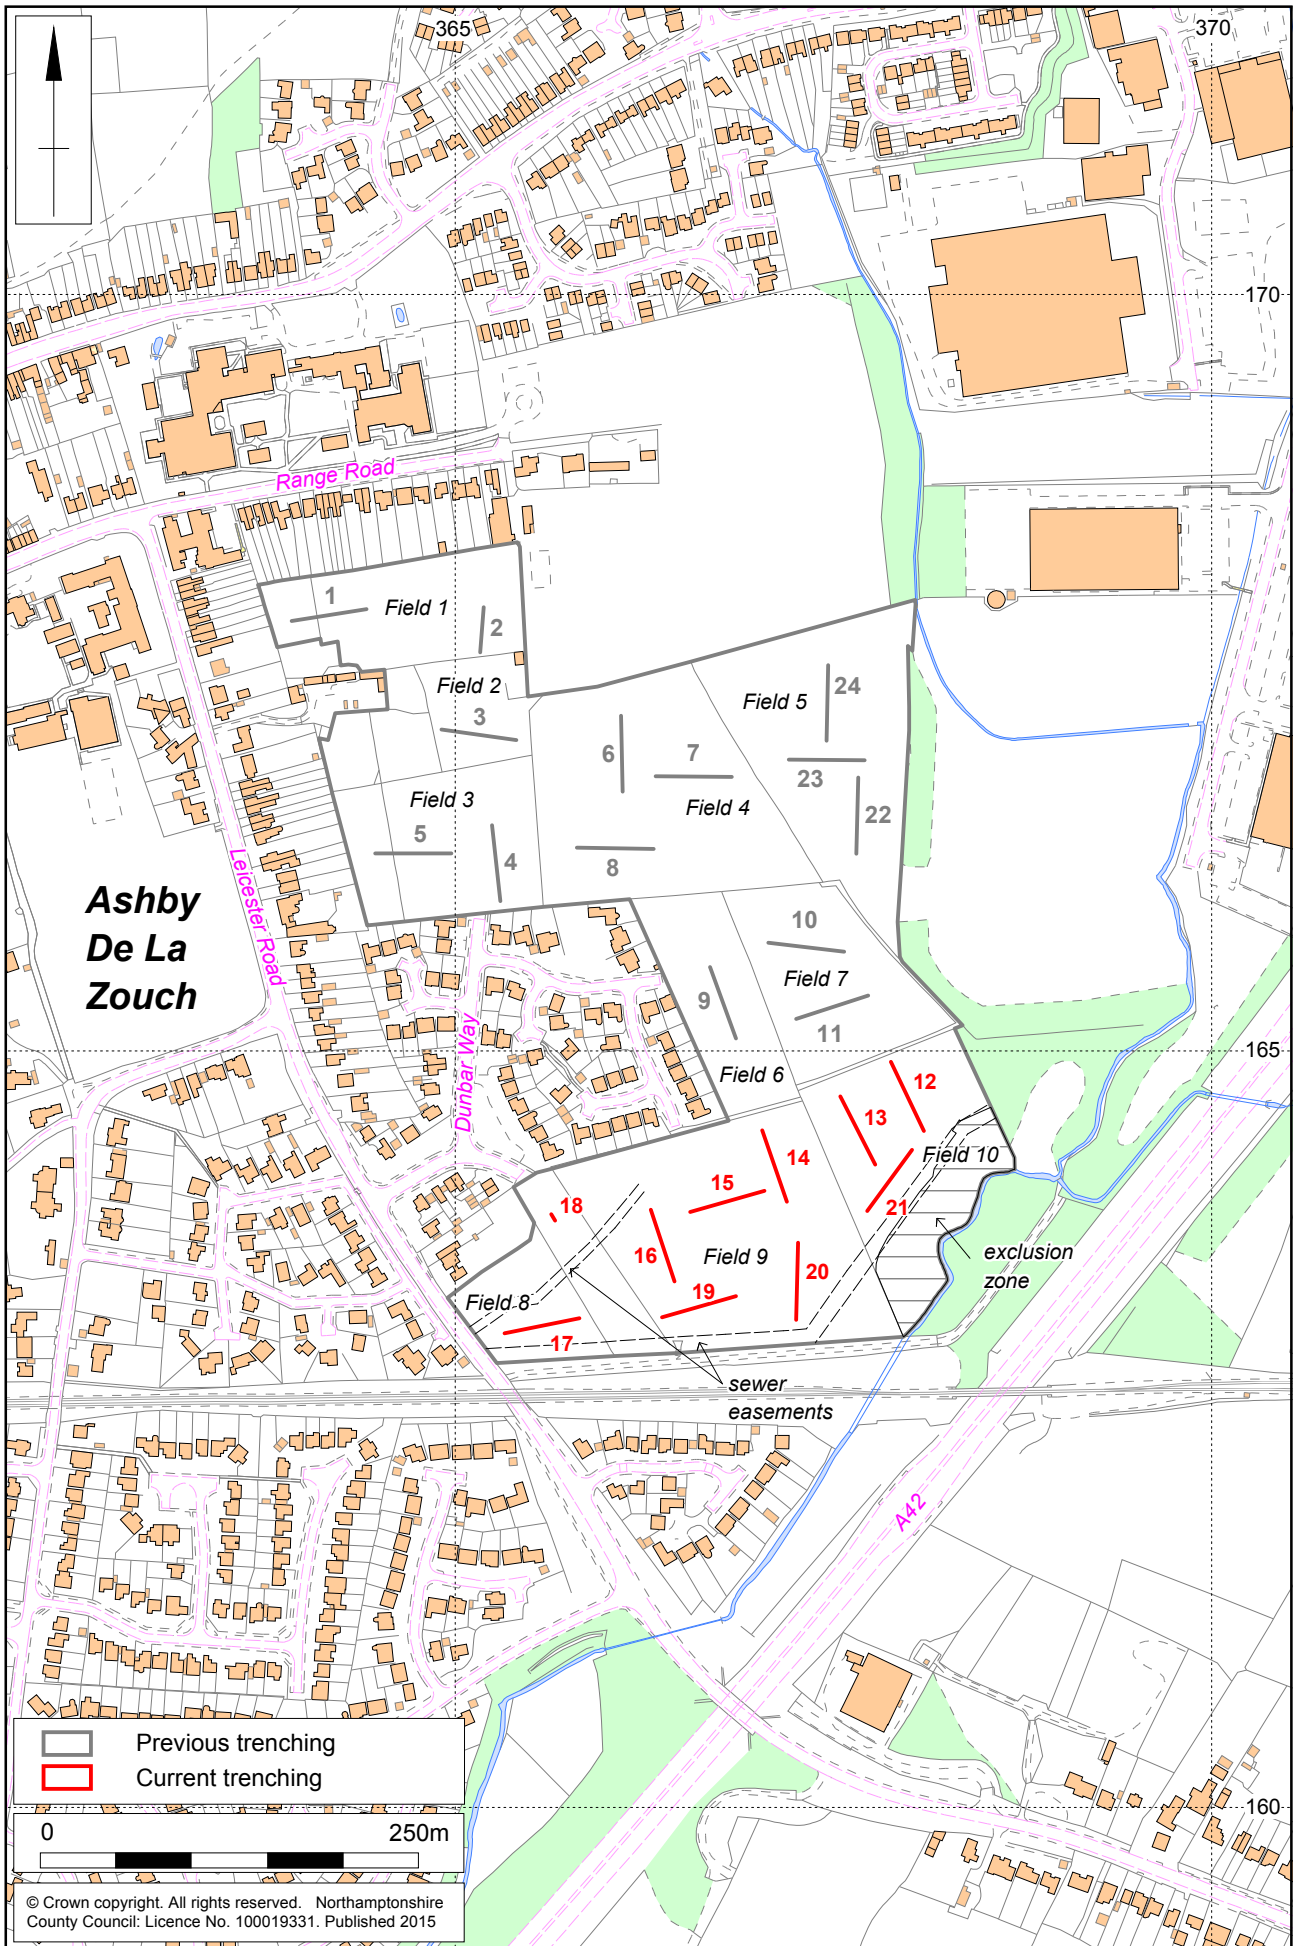 365
370
170
Range Road
1
Field 1
2
Field 2
3
24
Field 5
6
7
23
Field 3
Field 4
22
5
4
8
Leicester Road
Ashby
De La
Zouch
10
9
Field 7
11
Dunbar Way
165
Field 6
12
13
14
Field 10
15
18
21
16
Field 9
20
exclusion
zone
19
Field 8
17
sewer
easements
A42
Previous trenching
Current trenching
160
0 250m
© Crown copyright. All rights reserved. Northamptonshire
County Council: Licence No. 100019331. Published 2015